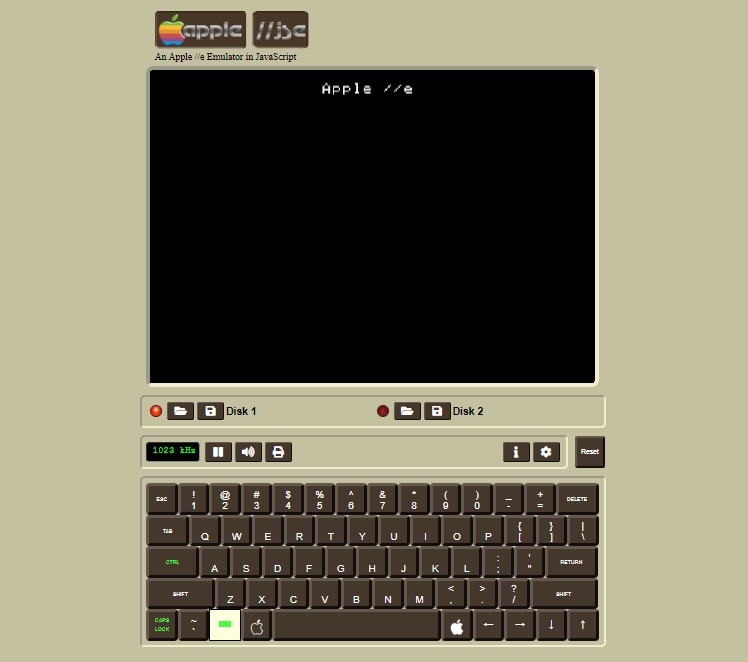 apple //jse
An Apple //e Emulator in JavaScript
Apple //e
Disk 1 Disk 2
1023 kHz Reset
ESC ! 1 @ 2 # 3 $ 4 % 5 ^ 6 & 7 * 8 ( 9 ) 0 _ - + = DELETE
TAB Q W E R T Y U I O P { [ } ] | \
CTRL A S D F G H J K L : ; ' " RETURN
SHIFT Z X C V B N M < , > . ? / SHIFT
CAPS LOCK ~ ` ← → ↓ ↑